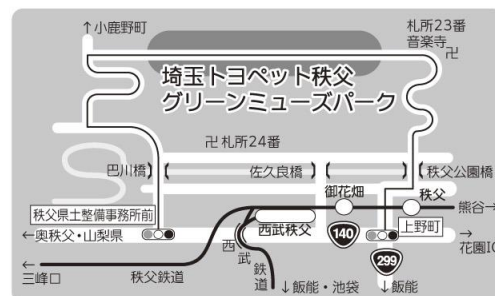 ↑小鹿野町
札所23番
音楽寺
卍
埼玉トヨペット秩父
グリーンミューズパーク
卍札所24番
巴川橋
佐久良橋
秩父公園橋
御花畑
秩父
熊谷→
秩父県土整備事務所前
西武秩父
140
上野町
←奥秩父・山梨県
→
花園IC
299
←
三峰口
秩父鉄道
西武鉄道
↓飯能・池袋
↓飯能